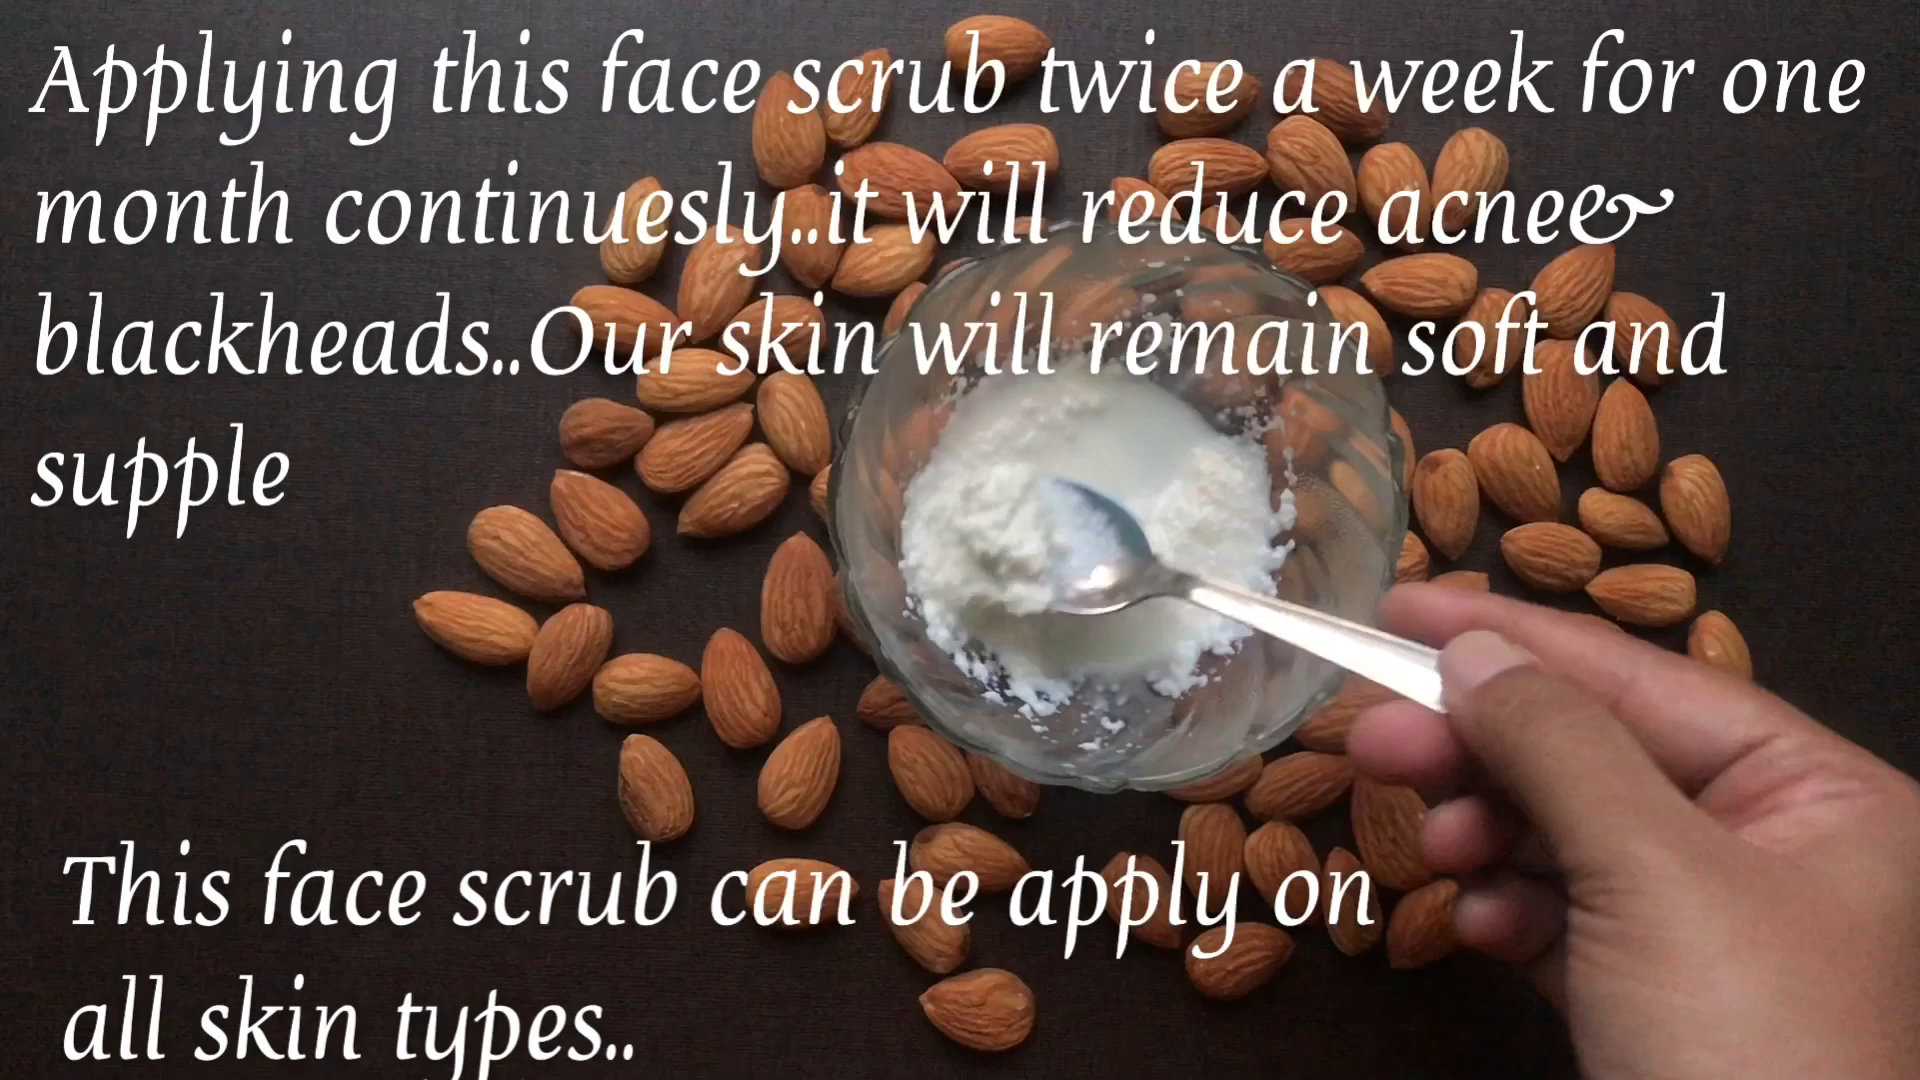 Applying this face scrub twice a week for one
month continuesly..it will reduce acne&
blackheads..Our skin will remain soft and
supple
This face scrub can be apply on
all skin types..